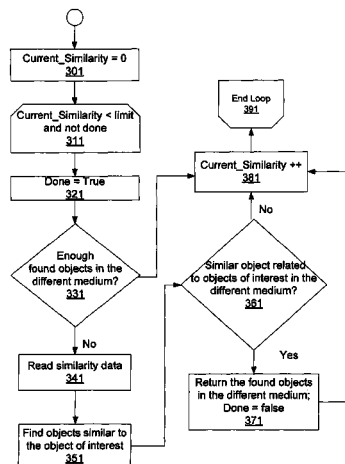 Current_Similarity = 0
301
Current_Similarity < limit
and not done
311
Done = True
321
Enough
found objects in the
different medium?
331
No
Read similarity data
341
Find objects similar to
the object of interest
351
End Loop
391
Current_Similarity ++
381
No
Similar object related
to objects of interest in the
different medium?
361
Yes
Return the found objects
in the different medium;
Done = false
371